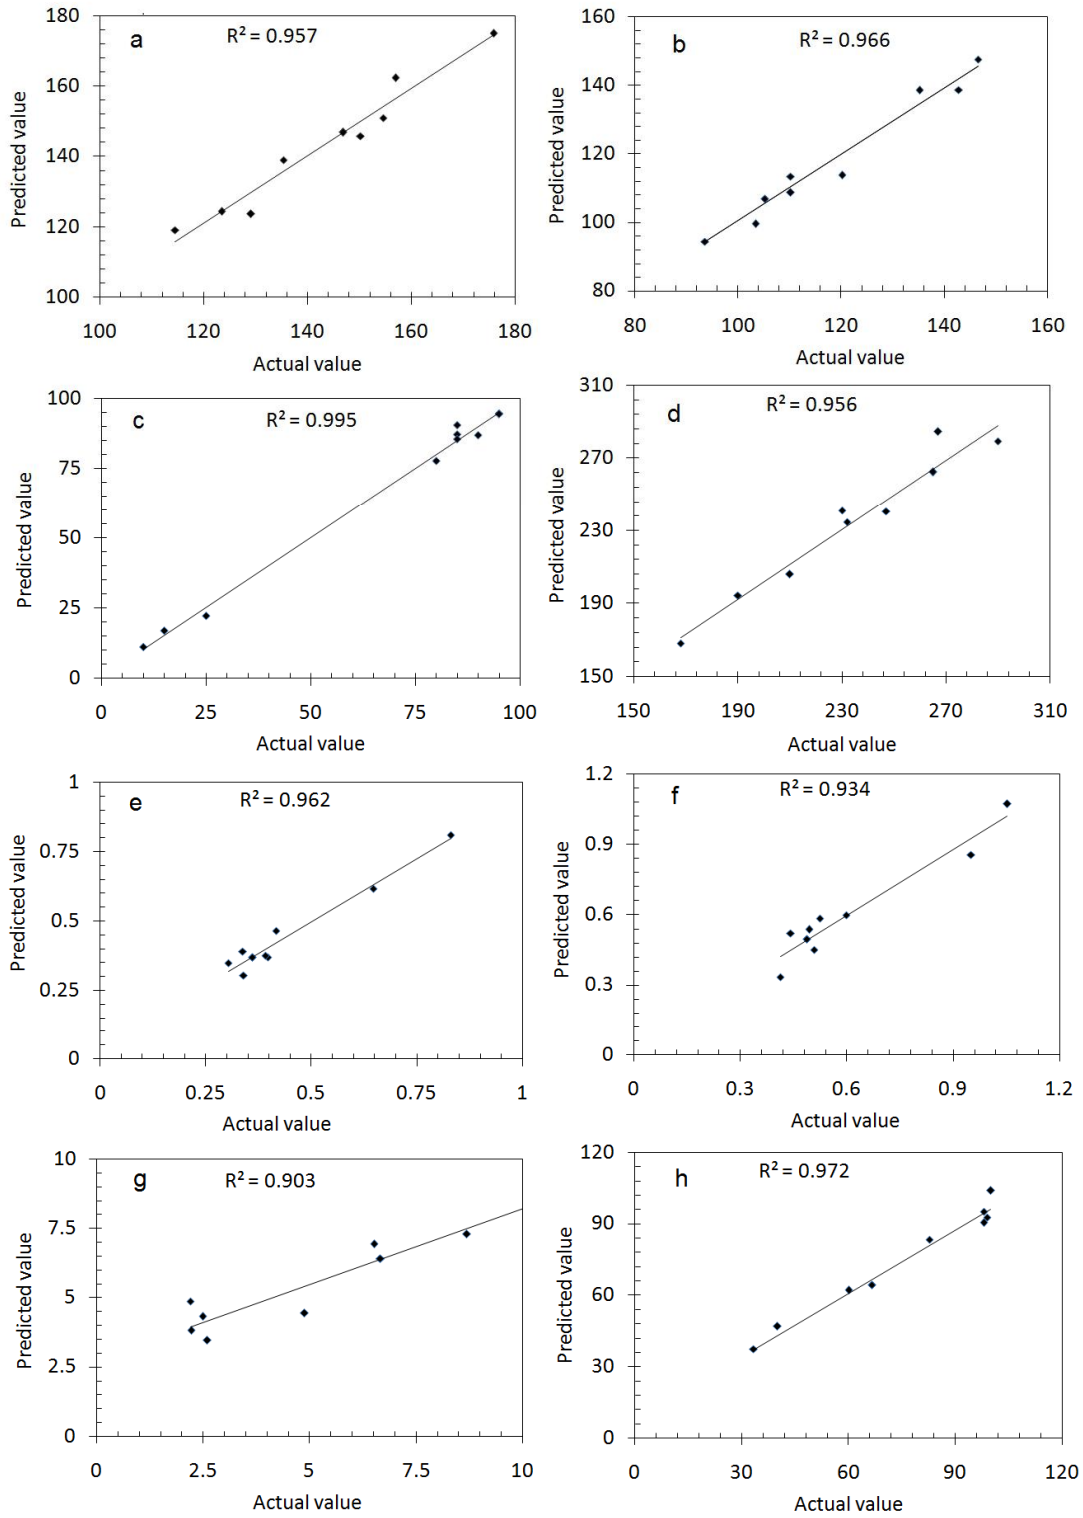 a
R² = 0.957
180
160
140
120
100
100 120 140 160 180
Predicted value
Actual value
b
R² = 0.966
160
140
120
100
80
80 100 120 140 160
Predicted value
Actual value
c
R² = 0.995
100
75
50
25
0
0 25 50 75 100
Predicted value
Actual value
d
R² = 0.956
310
270
230
190
150
150 190 230 270 310
Predicted value
Actual value
e
R² = 0.962
1
0.75
0.5
0.25
0
0 0.25 0.5 0.75 1
Predicted value
Actual value
f
R² = 0.934
1.2
0.9
0.6
0.3
0
0 0.3 0.6 0.9 1.2
Predicted value
Actual value
g
R² = 0.903
10
7.5
5
2.5
0
0 2.5 5 7.5 10
Predicted value
Actual value
h
R² = 0.972
120
90
60
30
0
0 30 60 90 120
Predicted value
Actual value